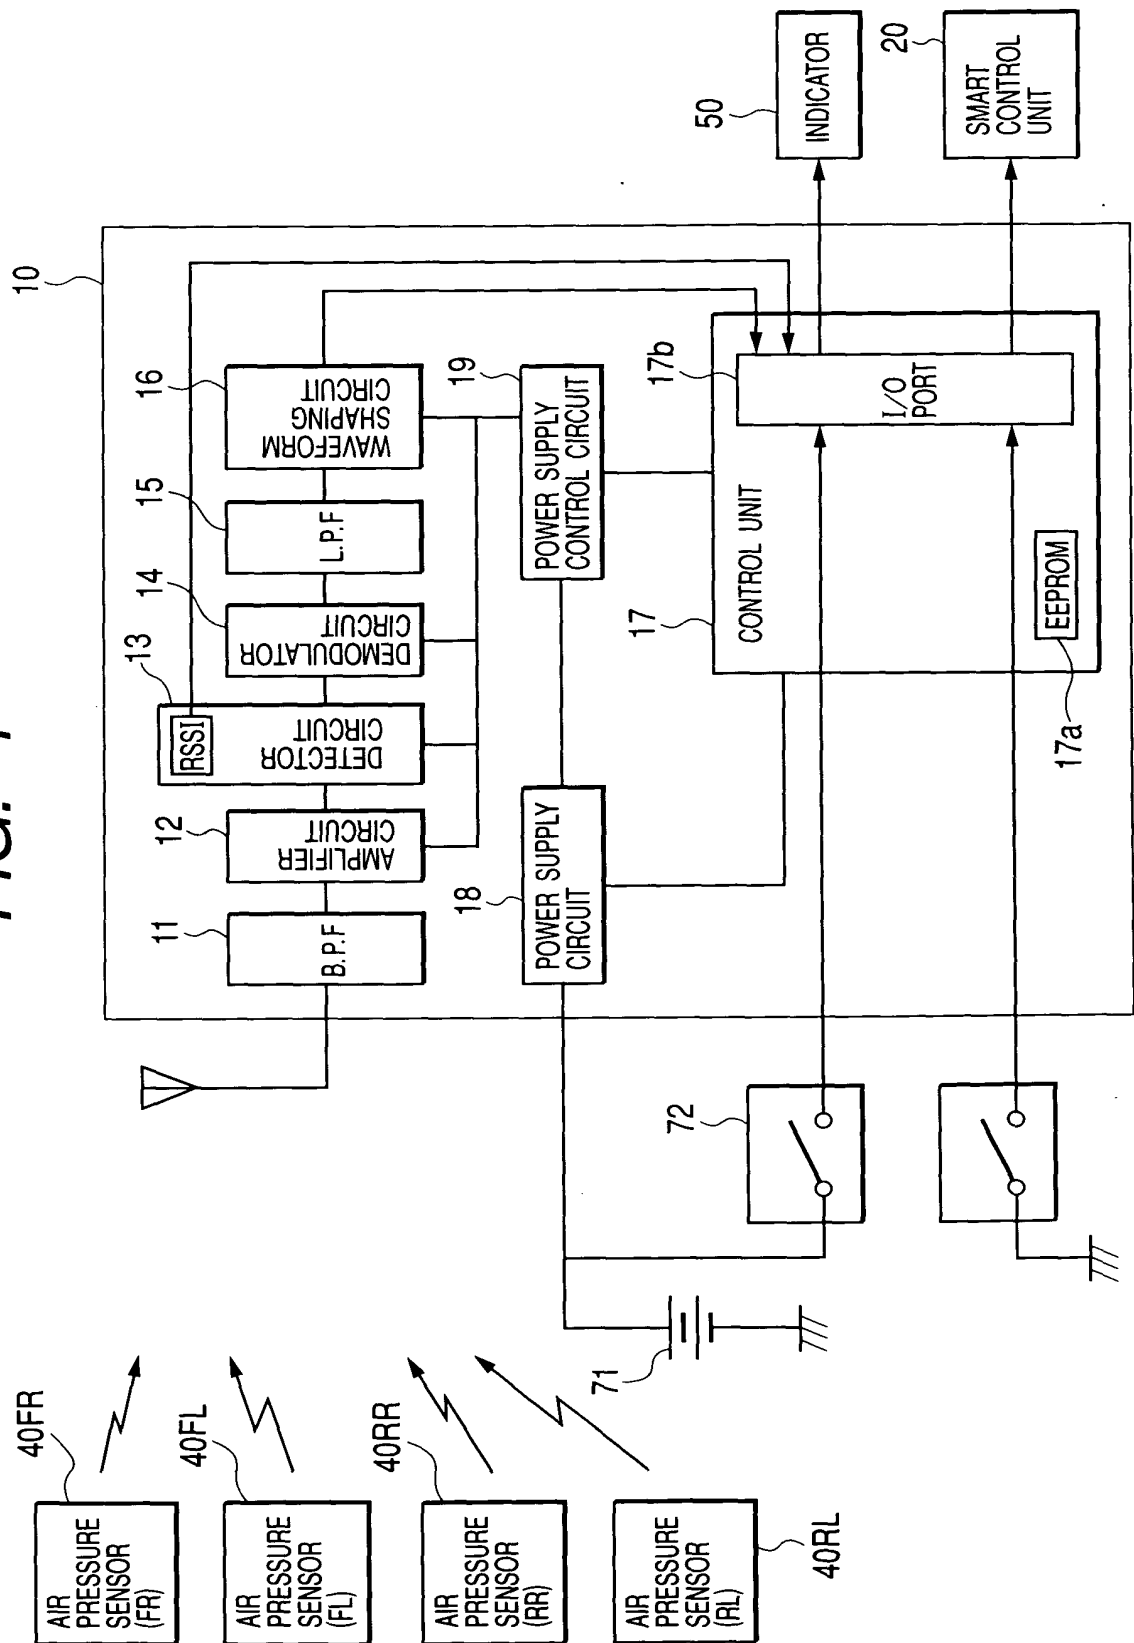 10
11
B.P.F
12
AMPLIFIER
CIRCUIT
13
RSSI
DETECTOR
CIRCUIT
14
DEMODULATOR
CIRCUIT
15
L.P.F
16
WAVEFORM
SHAPING
CIRCUIT
18
POWER SUPPLY
CIRCUIT
19
POWER SUPPLY
CONTROL CIRCUIT
17
CONTROL UNIT
17a
EEPROM
17b
I/O
PORT
50
INDICATOR
20
SMART
CONTROL
UNIT
71
72
40FR
AIR
PRESSURE
SENSOR
(FR)
40FL
AIR
PRESSURE
SENSOR
(FL)
40RR
AIR
PRESSURE
SENSOR
(RR)
40RL
AIR
PRESSURE
SENSOR
(RL)